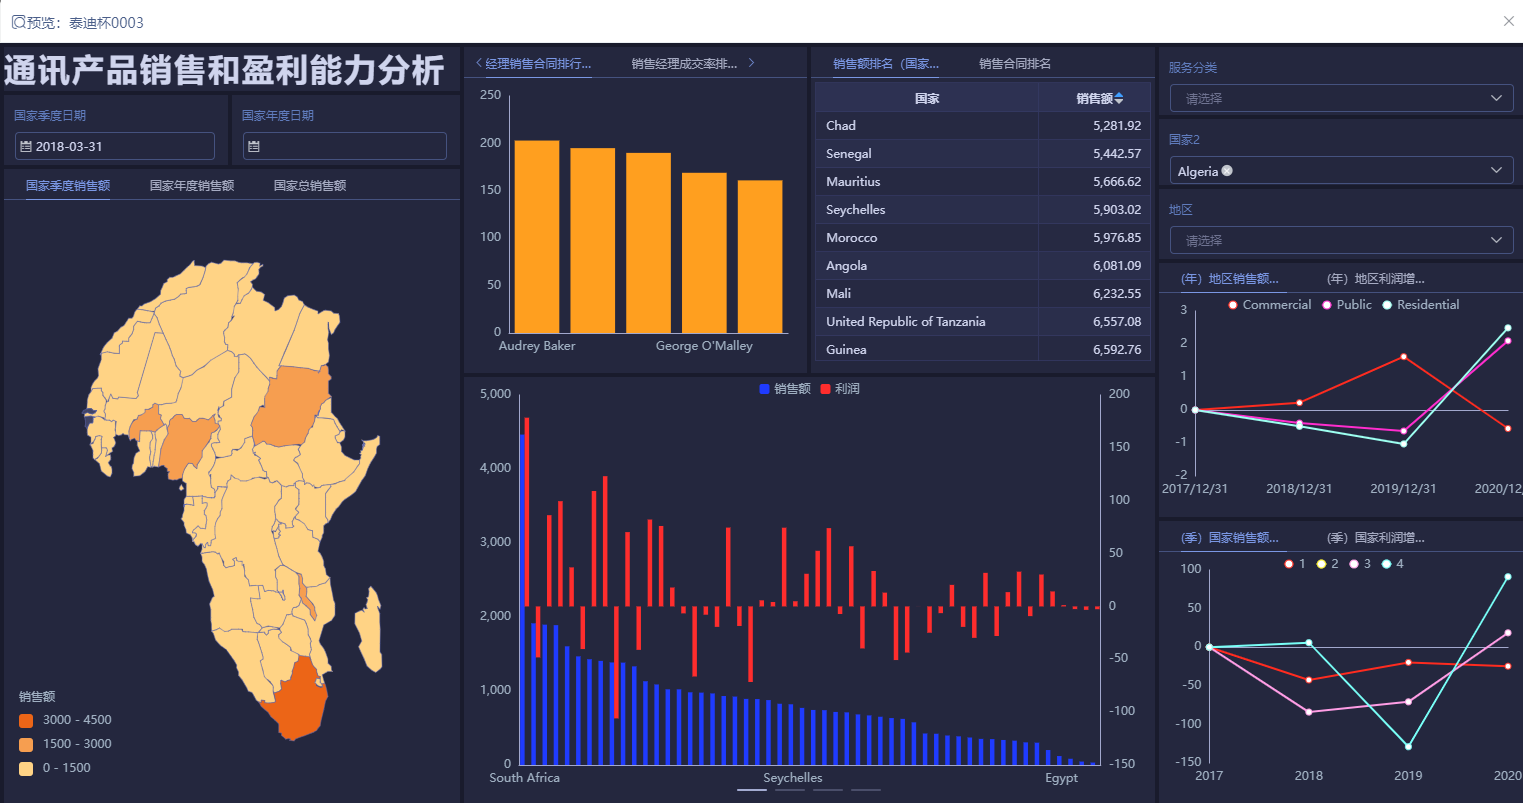 预览：泰迪杯0003
通讯产品销售和盈利能力分析
国家季度日期
国家年度日期
2018-03-31
国家季度销售额
国家年度销售额
国家总销售额
销售额
3000 - 4500
1500 - 3000
0 - 1500
经理销售合同排行...
销售经理成交率排...
250
200
150
100
50
0
Audrey Baker
George O'Malley
销售额排名（国家...
销售合同排名
国家 销售额
Chad 5,281.92
Senegal 5,442.57
Mauritius 5,666.62
Seychelles 5,903.02
Morocco 5,976.85
Angola 6,081.09
Mali 6,232.55
United Republic of Tanzania 6,557.08
Guinea 6,592.76
销售额 利润
5,000
4,000
3,000
2,000
1,000
0
200
150
100
50
0
-50
-100
-150
South Africa
Seychelles
Egypt
服务分类
请选择
国家2
Algeria
地区
请选择
(年）地区销售额...
(年）地区利润增...
Commercial Public Residential
3
2
1
0
-1
-2
2017/12/31
2018/12/31
2019/12/31
2020/12,
(季）国家销售额...
(季）国家利润增...
1 2 3 4
100
50
0
-50
-100
-150
2017
2018
2019
2020